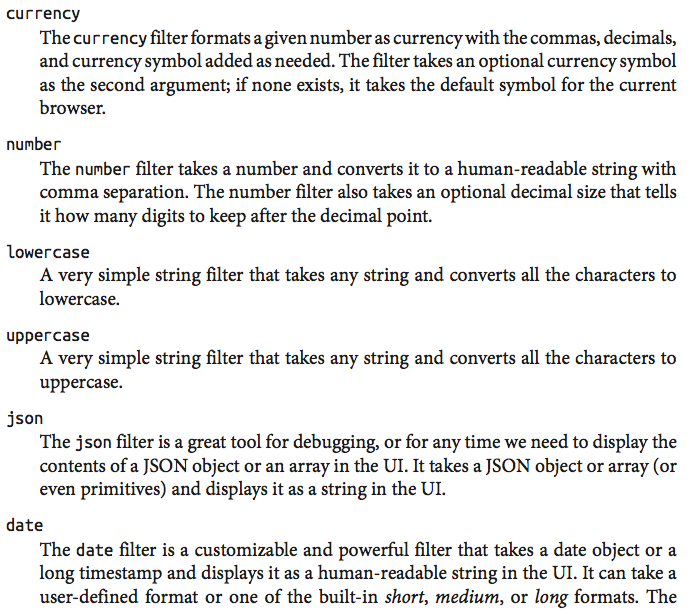 currency
The currency filter formats a given number as currency with the commas, decimals,
and currency symbol added as needed. The filter takes an optional currency symbol
as the second argument; if none exists, it takes the default symbol for the current
browser.
number
The number filter takes a number and converts it to a human-readable string with
comma separation. The number filter also takes an optional decimal size that tells
it how many digits to keep after the decimal point.
lowercase
A very simple string filter that takes any string and converts all the characters to
lowercase.
uppercase
A very simple string filter that takes any string and converts all the characters to
uppercase.
json
The json filter is a great tool for debugging, or for any time we need to display the
contents of a JSON object or an array in the UI. It takes a JSON object or array (or
even primitives) and displays it as a string in the UI.
date
The date filter is a customizable and powerful filter that takes a date object or a
long timestamp and displays it as a human-readable string in the UI. It can take a
user-defined format or one of the built-in short, medium, or long formats. The